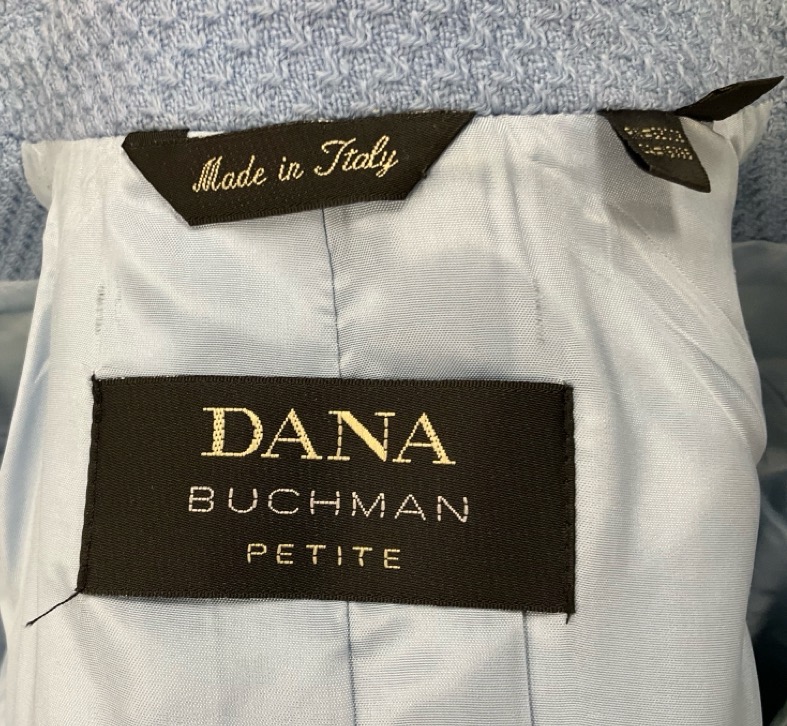 Made in Italy
DANA
BUCHMAN
PETITE